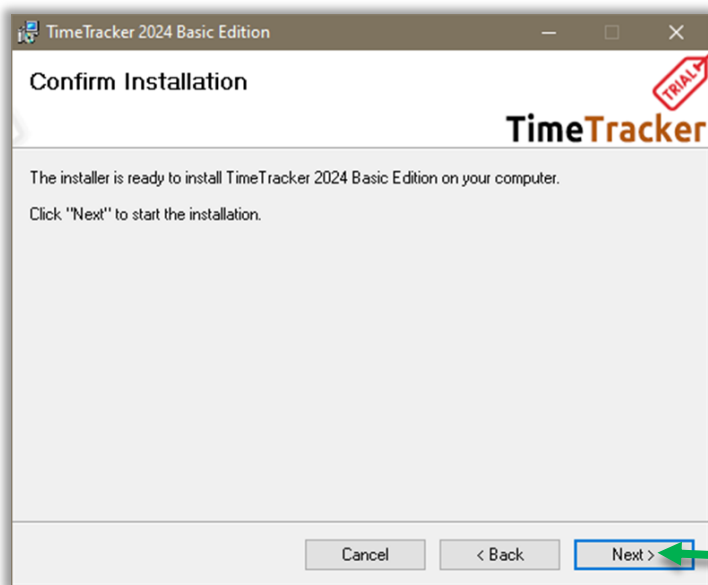 TimeTracker 2024 Basic Edition
Confirm Installation
TRIAL
TimeTracker
The installer is ready to install TimeTracker 2024 Basic Edition on your computer.
Click "Next" to start the installation.
Cancel
< Back
Next >